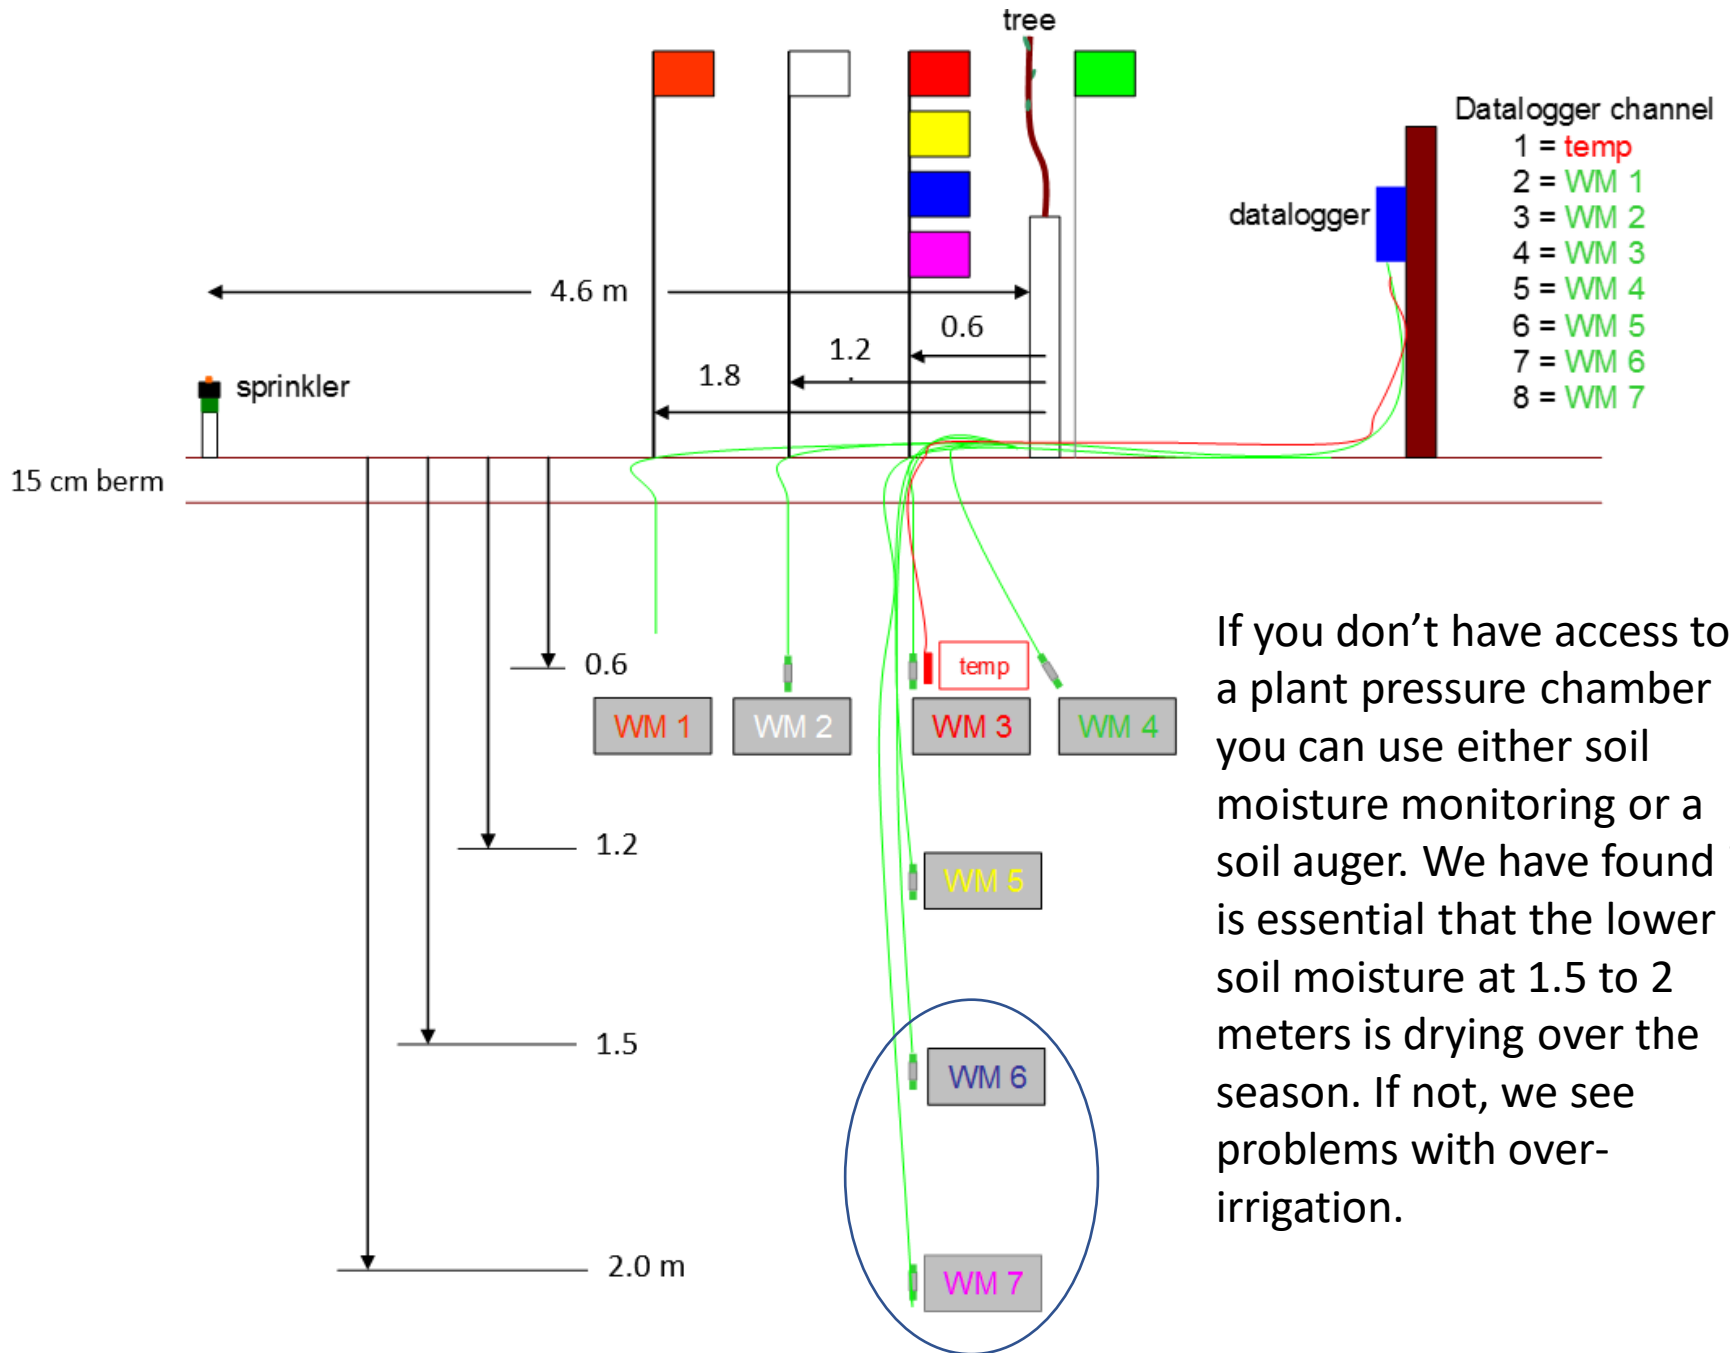 tree
Datalogger channel
1 = temp
2 = WM 1
3 = WM 2
4 = WM 3
5 = WM 4
6 = WM 5
7 = WM 6
8 = WM 7
datalogger
4.6 m
0.6
1.2
1.8
sprinkler
15 cm berm
0.6
temp
WM 1
WM 2
WM 3
WM 4
1.2
WM 5
1.5
WM 6
2.0 m
WM 7
If you don’t have access to
a plant pressure chamber
you can use either soil
moisture monitoring or a
soil auger. We have found
is essential that the lower
soil moisture at 1.5 to 2
meters is drying over the
season. If not, we see
problems with over-
irrigation.